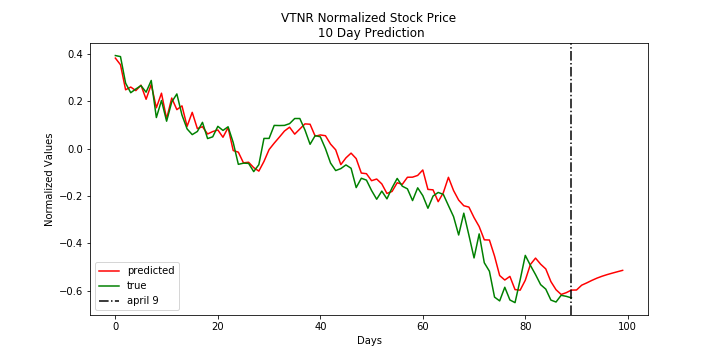 VTNR Normalized Stock Price
10 Day Prediction
0.4
0.2
0.0
−0.2
−0.4
−0.6
Normalized Values
predicted
true
april 9
0 20 40 60 80 100
Days